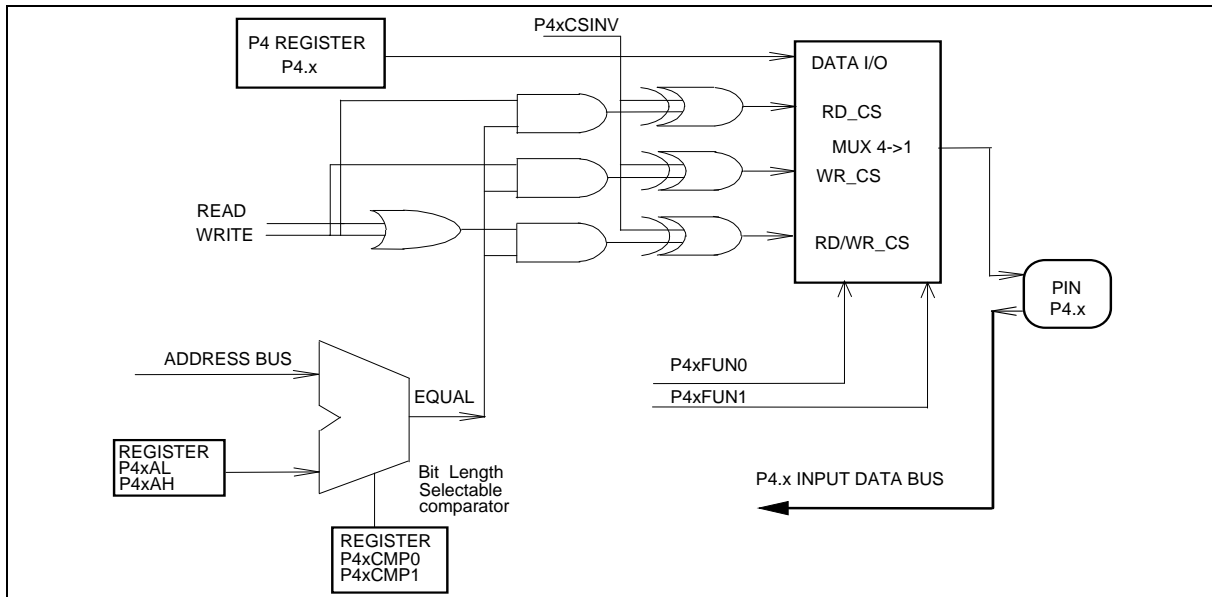 P4 REGISTER
P4.x
P4xCSINV
DATA I/O
RD_CS
MUX 4->1
WR_CS
RD/WR_CS
READ
WRITE
PIN
P4.x
ADDRESS BUS
EQUAL
P4xFUN0
P4xFUN1
REGISTER
P4xAL
P4xAH
Bit Length
Selectable
comparator
P4.x INPUT DATA BUS
REGISTER
P4xCMP0
P4xCMP1